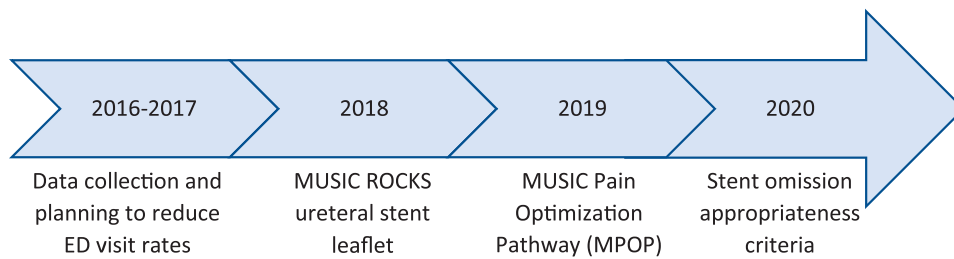 2016-2017
2018
2019
2020
Data collection and
planning to reduce
ED visit rates
MUSIC ROCKS
ureteral stent
leaflet
MUSIC Pain
Optimization
Pathway (MPOP)
Stent omission
appropriateness
criteria